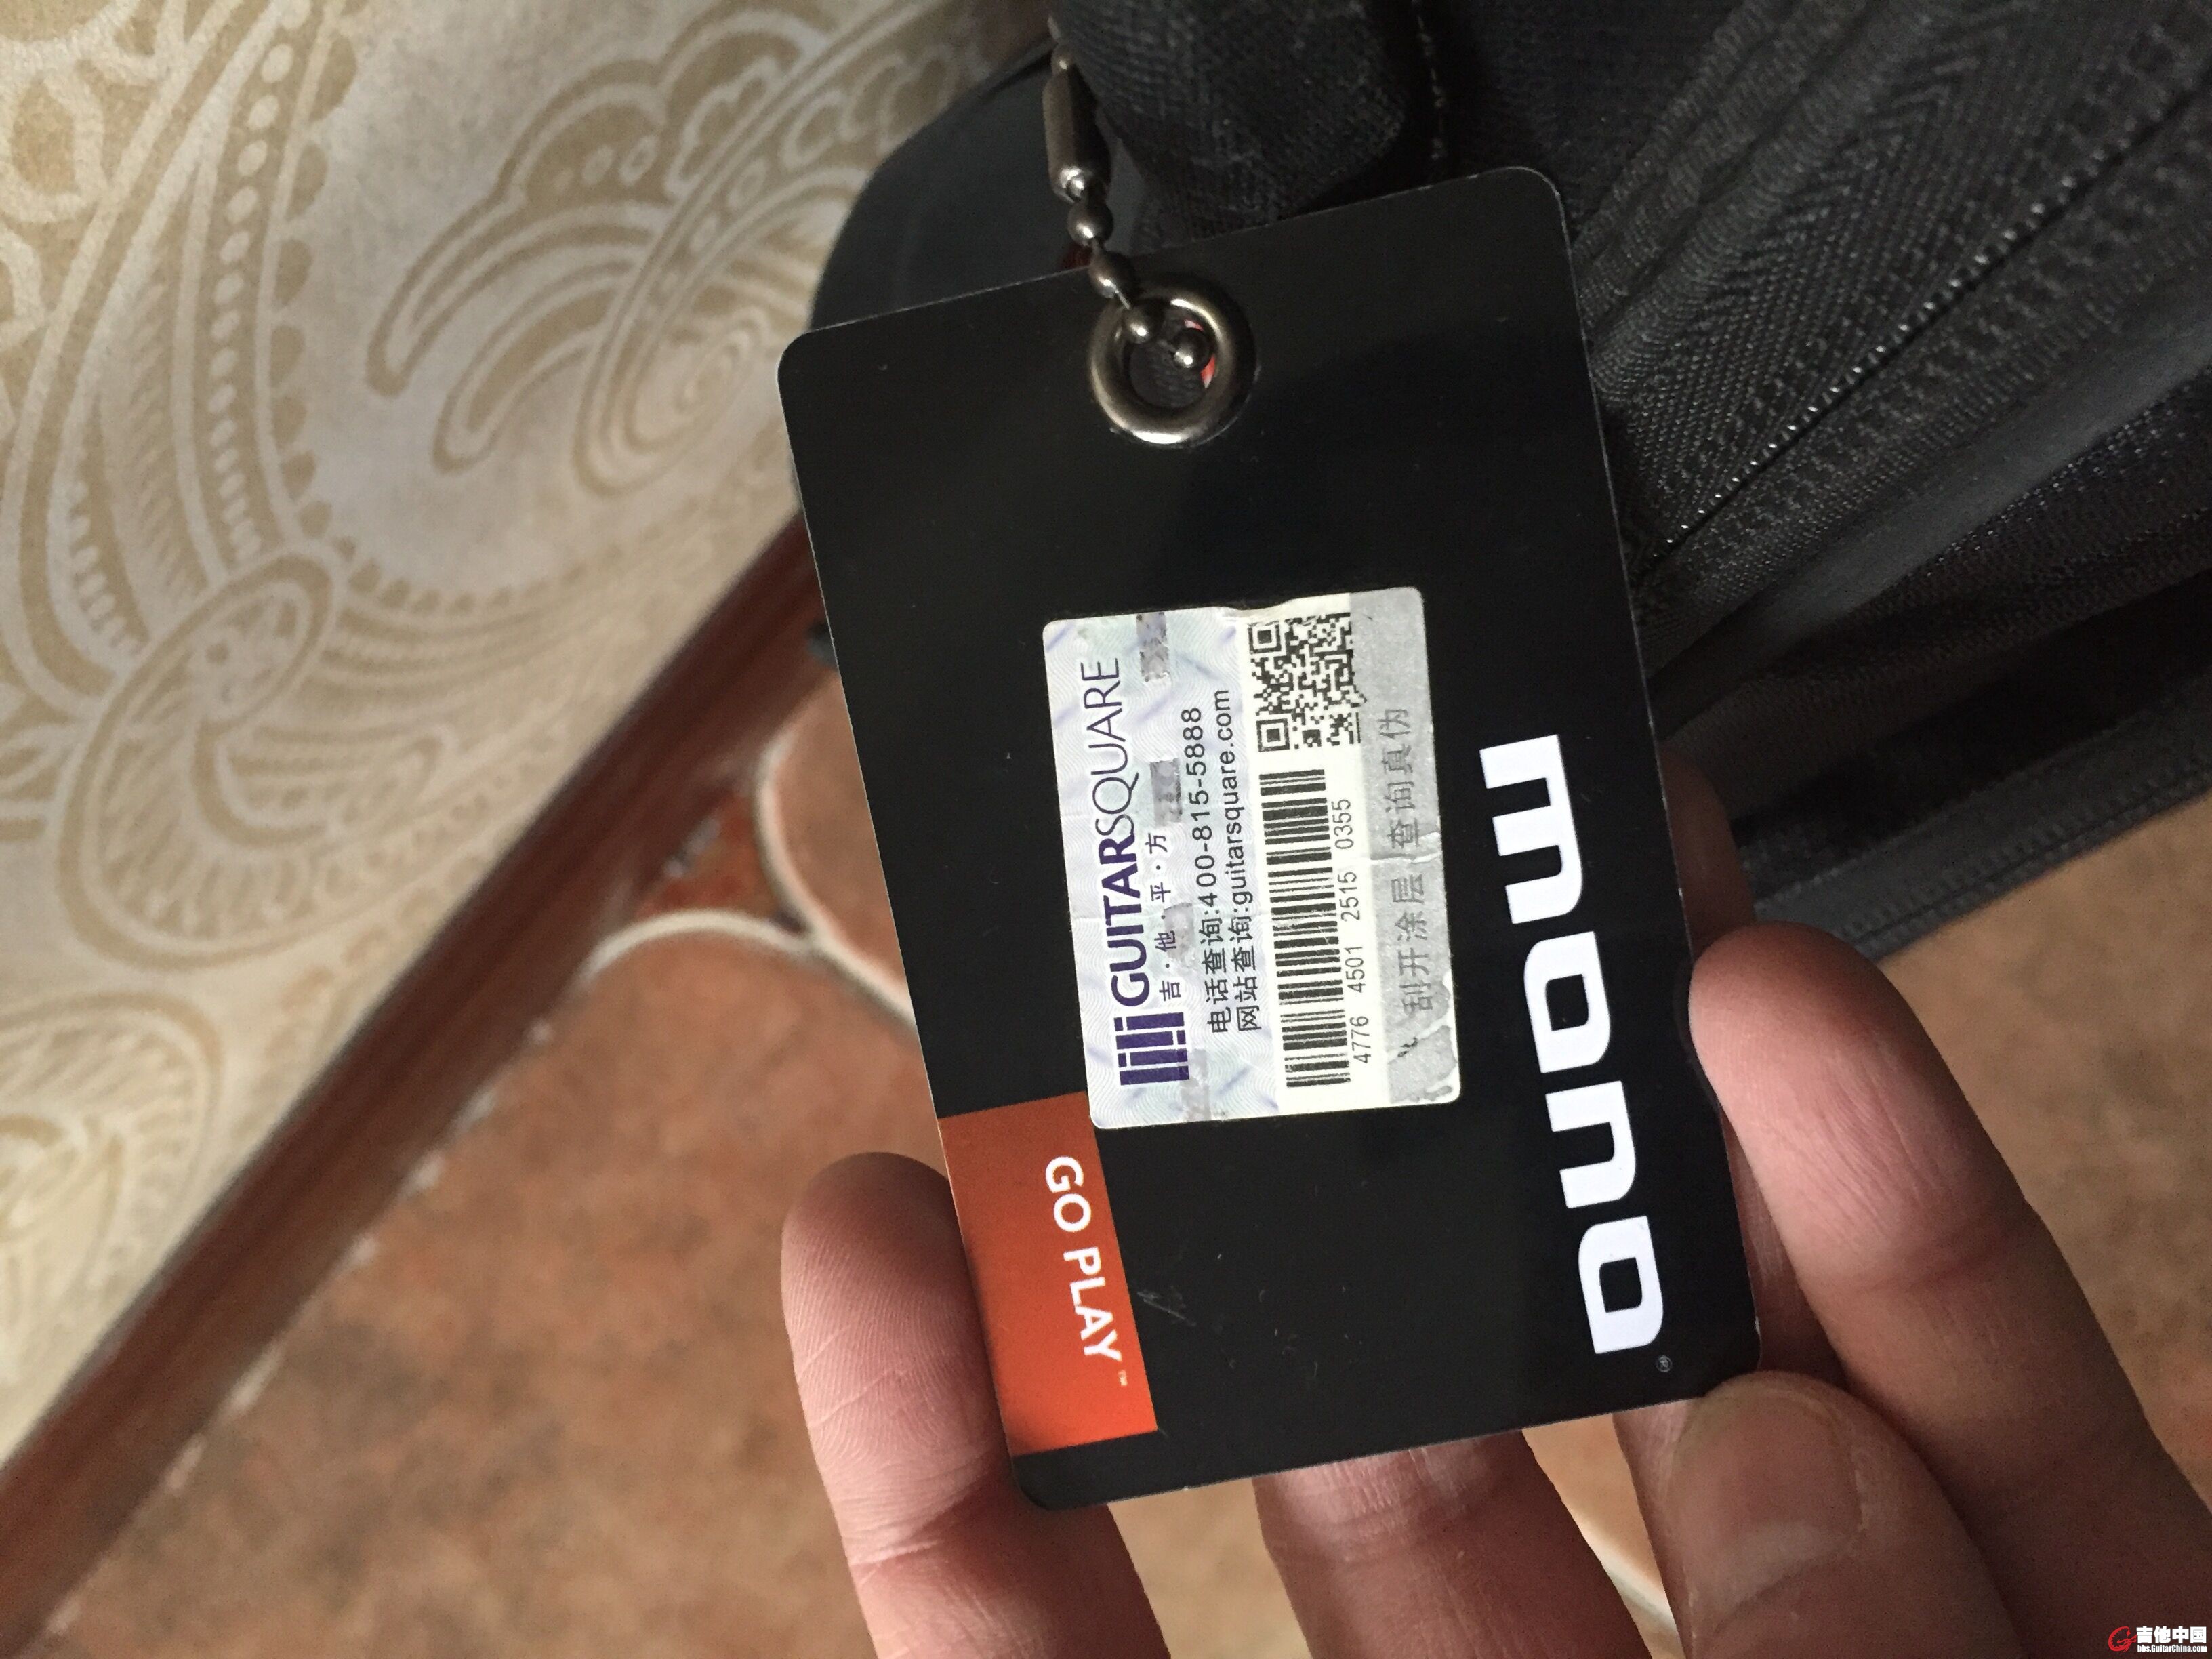 GUITARSQUARE
吉·他·平·方
电话查询:400-815-5888
网站查询:guitarsquare.com
4776 4501 2515 0355
刮开涂层 查询真伪
mono®
GO PLAY™
吉他中国
bbs.GuitarChina.com